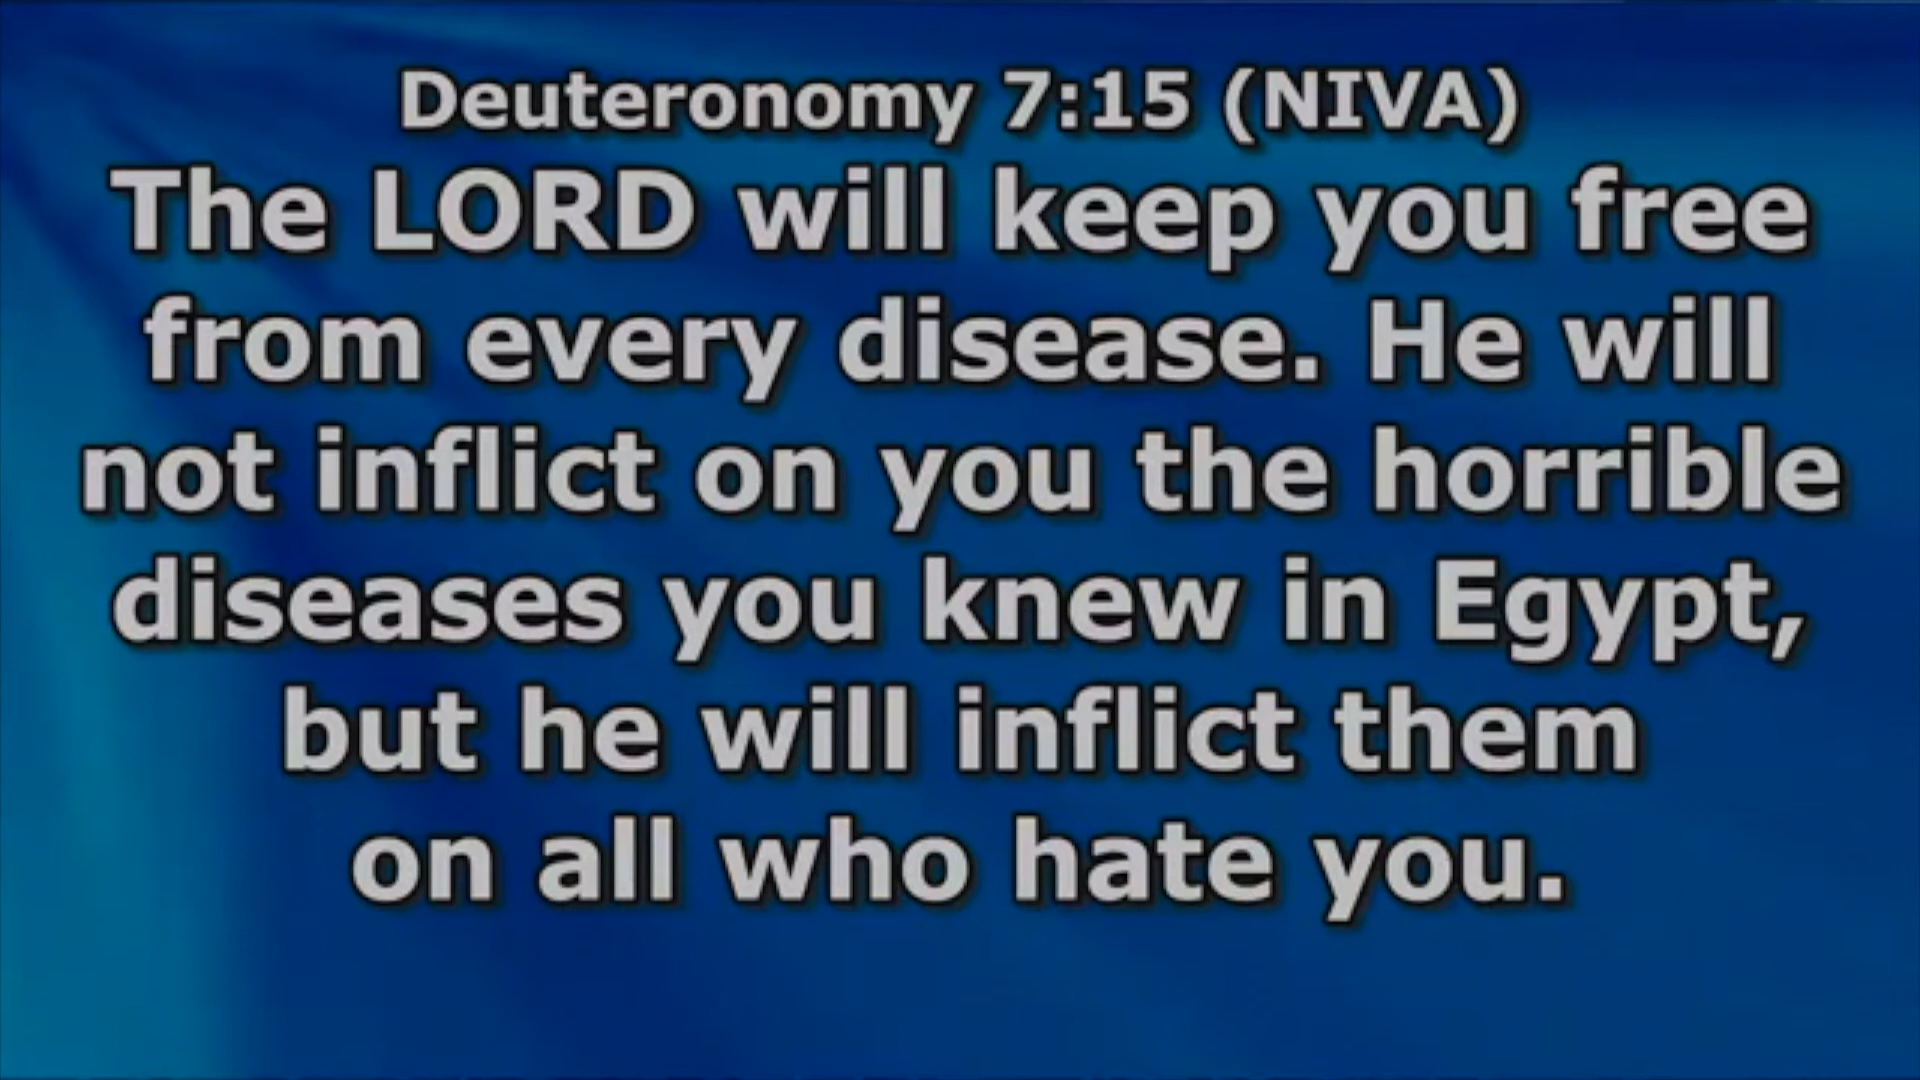 Deuteronomy 7:15 (NIVA)
The LORD will keep you free
from every disease. He will
not inflict on you the horrible
diseases you knew in Egypt,
but he will inflict them
on all who hate you.